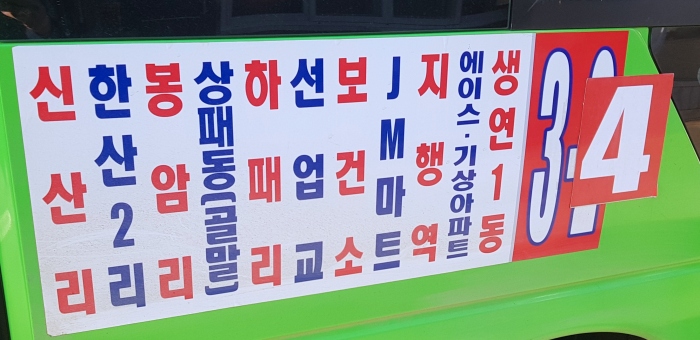 신산리
한산2리
봉암리
상패동(골말)
하패리
선업교
보건소
JM마트
지행역
에이스·기상아파트
생연1동
3-
4